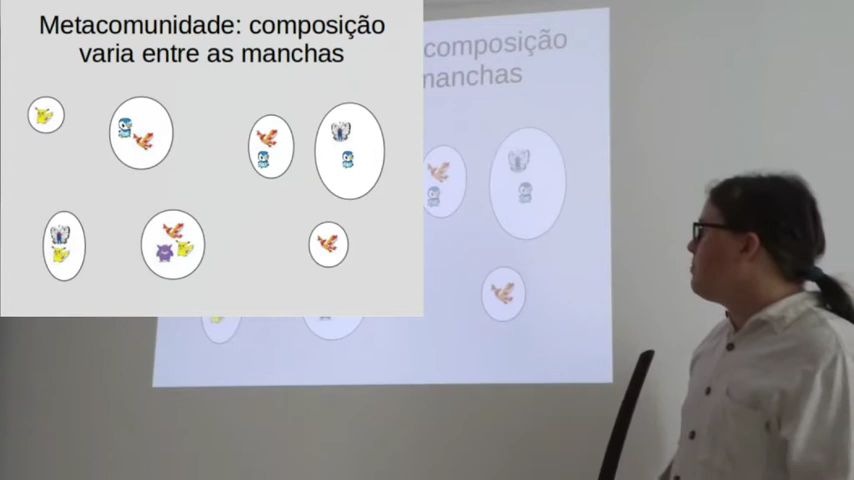 Metacomunidade: composição
varia entre as manchas
composição
manchas